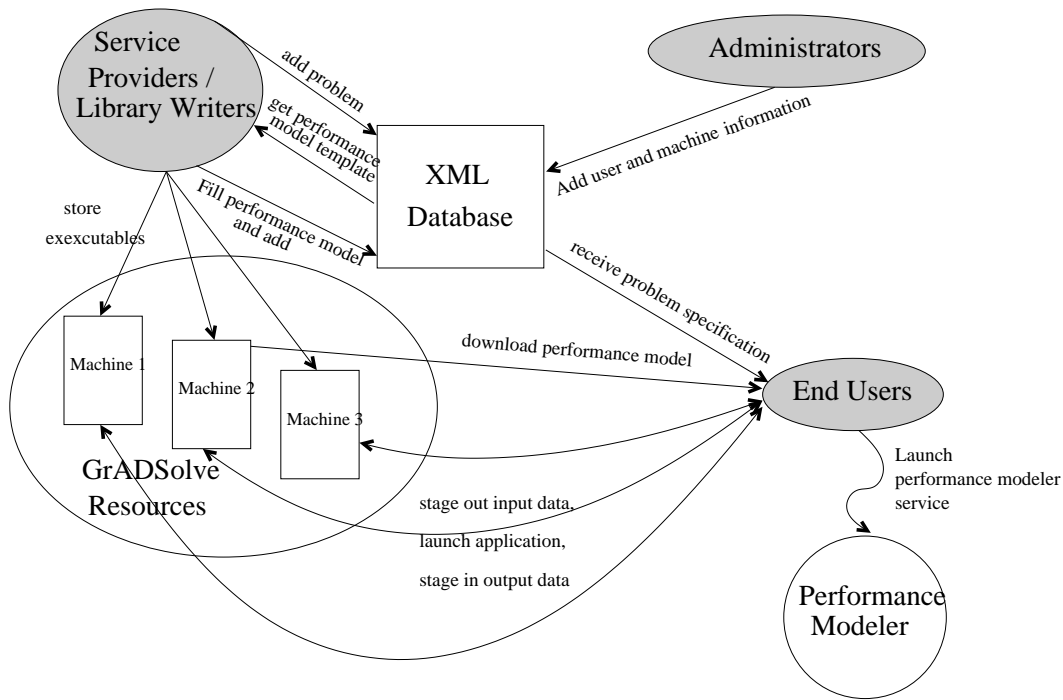 Service
Providers /
Library Writers
Administrators
add problem
get performance
model template
Fill performance model
and add
XML
Database
Add user and machine information
store
exexcutables
receive problem specification
download performance model
Machine 1
Machine 2
Machine 3
GrADSolve
Resources
End Users
stage out input data,
launch application,
stage in output data
Launch
performance modeler
service
Performance
Modeler